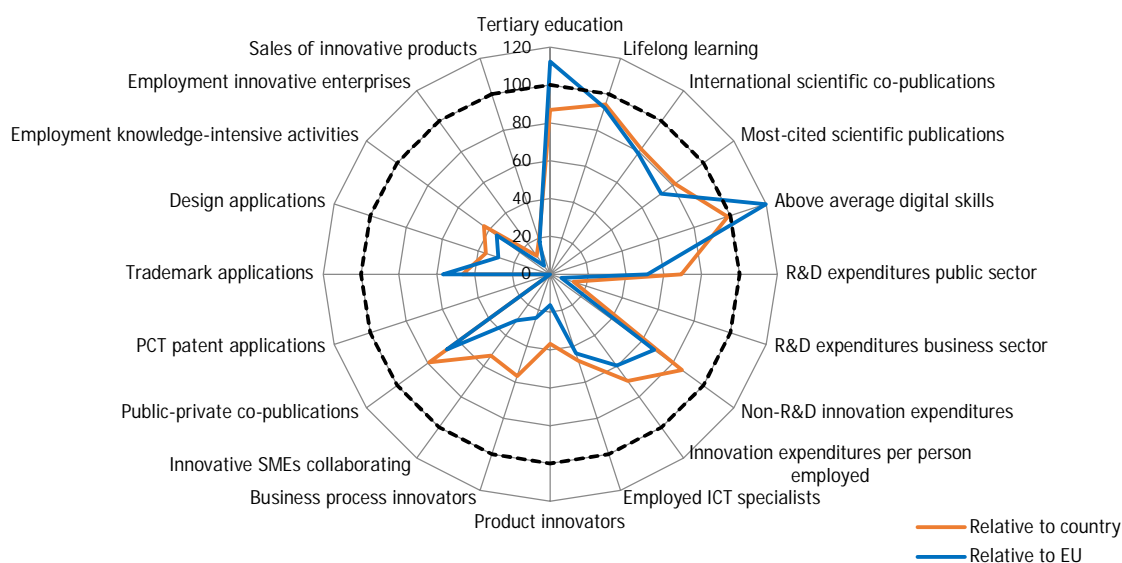 Tertiary education
Lifelong learning
International scientific co-publications
Most-cited scientific publications
Above average digital skills
R&D expenditures public sector
R&D expenditures business sector
Non-R&D innovation expenditures
Innovation expenditures per person
employed
Employed ICT specialists
Product innovators
Business process innovators
Innovative SMEs collaborating
Public-private co-publications
PCT patent applications
Trademark applications
Design applications
Employment knowledge-intensive activities
Employment innovative enterprises
Sales of innovative products
120
100
80
60
40
20
0
Relative to country
Relative to EU